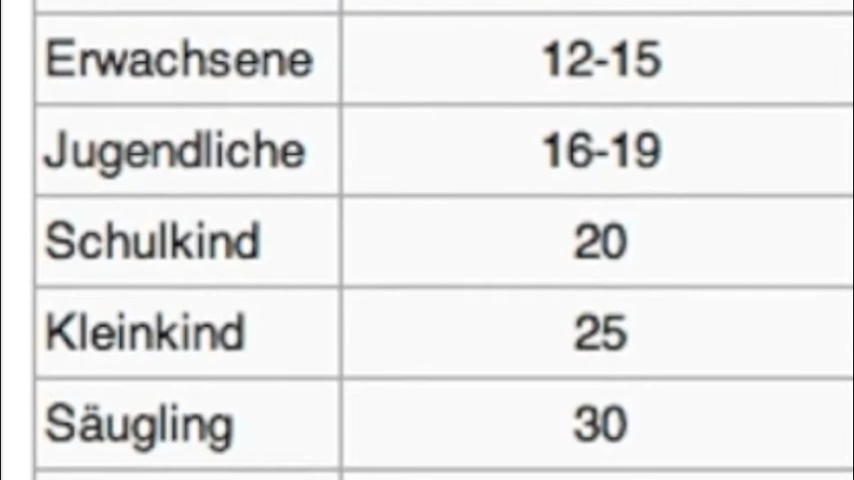 Erwachsene 12-15
Jugendliche 16-19
Schulkind 20
Kleinkind 25
Säugling 30